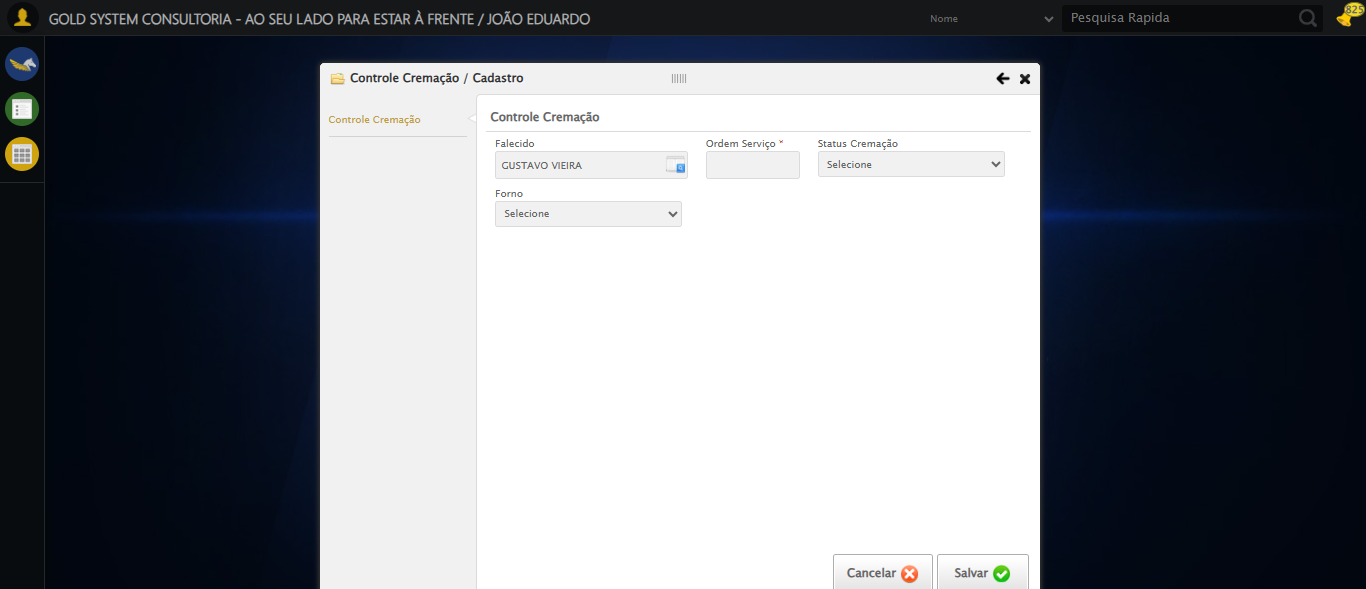 GOLD SYSTEM CONSULTORIA - AO SEU LADO PARA ESTAR À FRENTE / JOÃO EDUARDO
Nome
Pesquisa Rapida
825
Controle Cremação / Cadastro
Controle Cremação
Controle Cremação
Falecido
Ordem Serviço *
Status Cremação
GUSTAVO VIEIRA
Selecione
Forno
Selecione
Cancelar
Salvar